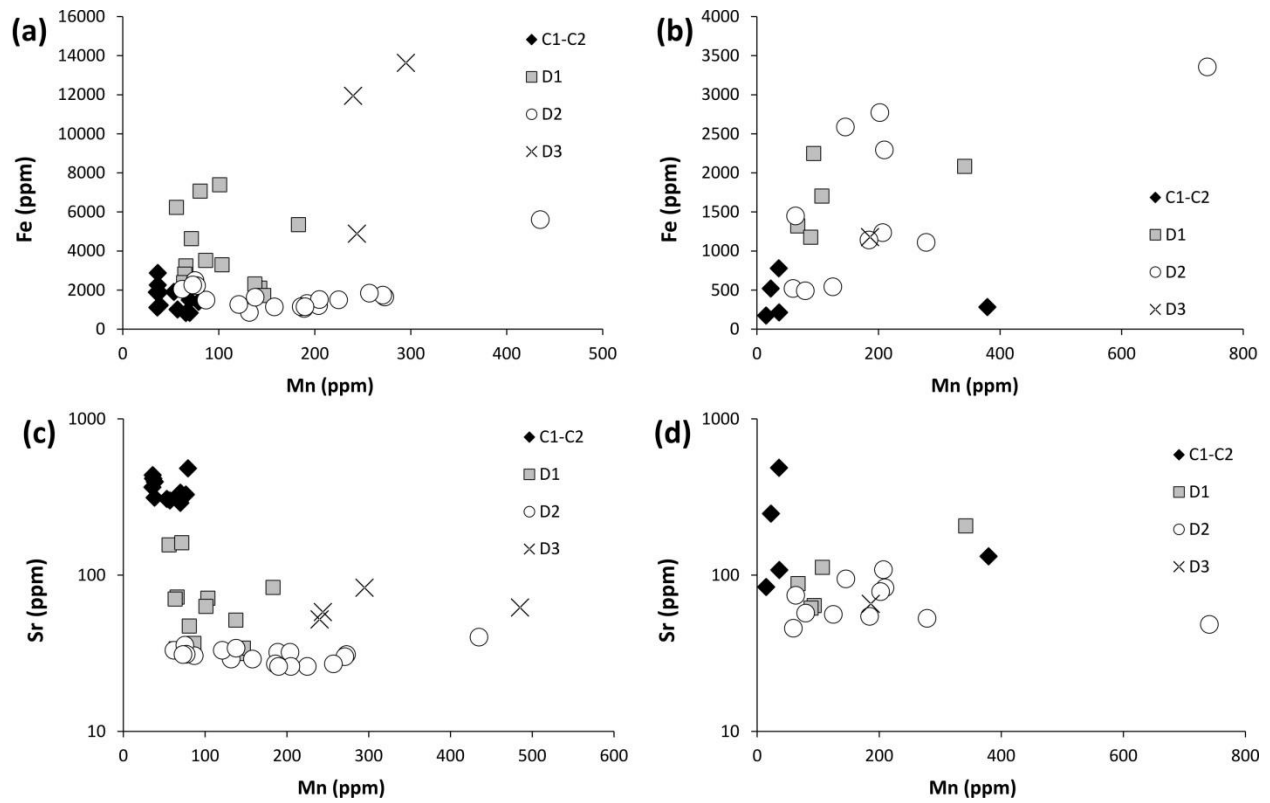 (a)
Fe (ppm)
16000
14000
12000
10000
8000
6000
4000
2000
0
0 100 200 300 400 500
Mn (ppm)
C1-C2
D1
D2
D3
(b)
Fe (ppm)
4000
3500
3000
2500
2000
1500
1000
500
0
0 200 400 600 800
Mn (ppm)
C1-C2
D1
D2
D3
(c)
Sr (ppm)
1000
100
10
0 100 200 300 400 500 600
Mn (ppm)
C1-C2
D1
D2
D3
(d)
Sr (ppm)
1000
100
10
0 200 400 600 800
Mn (ppm)
C1-C2
D1
D2
D3